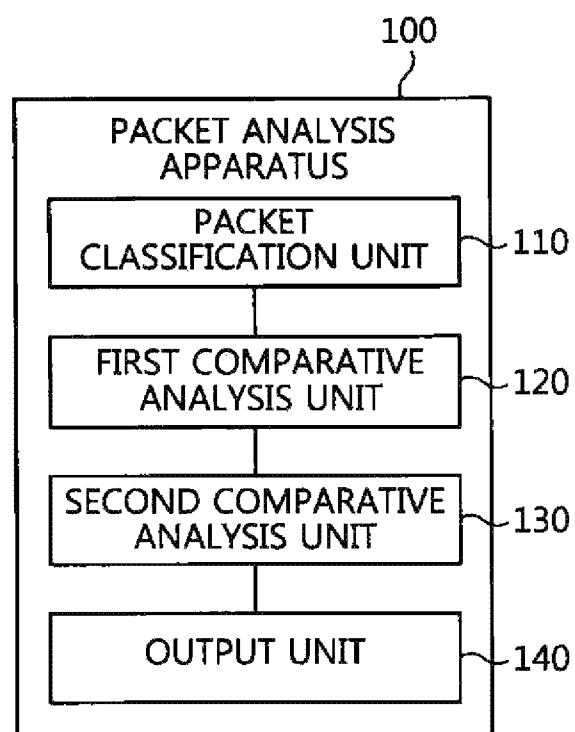 100
PACKET ANALYSIS
APPARATUS
PACKET
CLASSIFICATION UNIT
110
FIRST COMPARATIVE
ANALYSIS UNIT
120
SECOND COMPARATIVE
ANALYSIS UNIT
130
OUTPUT UNIT
140